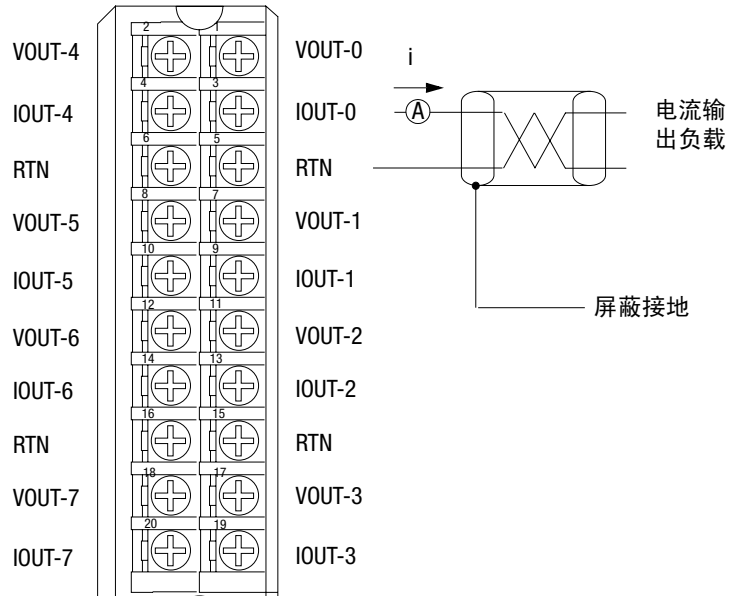 2 1
VOUT-4 VOUT-0
4 3
IOUT-4 IOUT-0
6 5
RTN RTN
8 7
VOUT-5 VOUT-1
10 9
IOUT-5 IOUT-1
12 11
VOUT-6 VOUT-2
14 13
IOUT-6 IOUT-2
16 15
RTN RTN
18 17
VOUT-7 VOUT-3
20 19
IOUT-7 IOUT-3
i
A
电流输
出负载
屏蔽接地